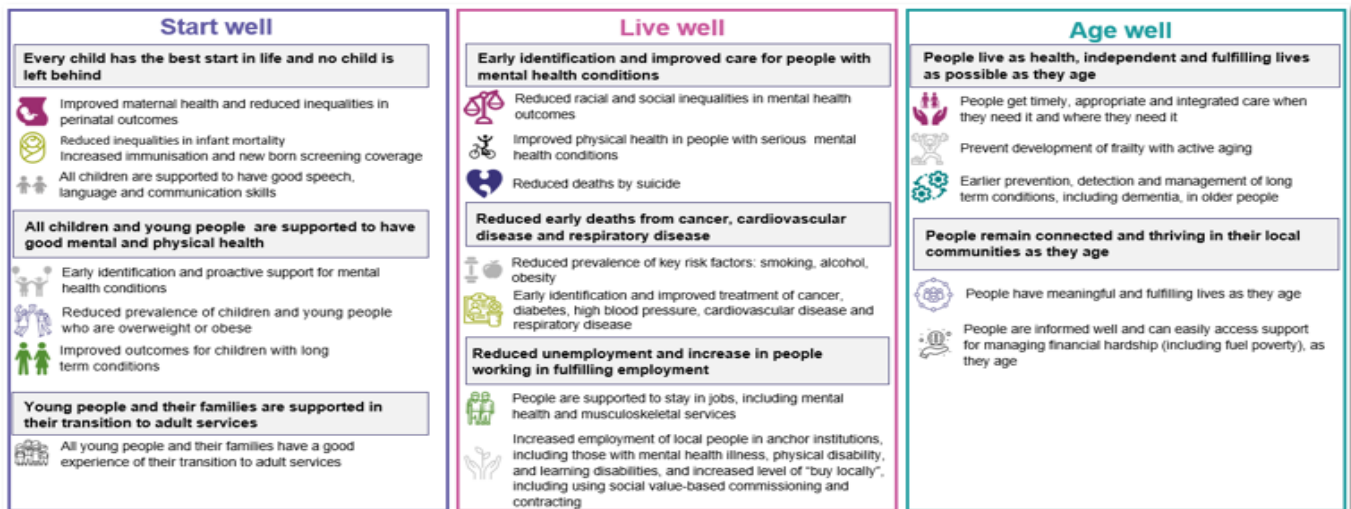 Start well
Every child has the best start in life and no child is
left behind
Improved maternal health and reduced inequalities in
perinatal outcomes
Reduced inequalities in infant mortality
Increased immunisation and new born screening coverage
All children are supported to have good speech,
language and communication skills
All children and young people are supported to have
good mental and physical health
Early identification and proactive support for mental
health conditions
Reduced prevalence of children and young people
who are overweight or obese
Improved outcomes for children with long
term conditions
Young people and their families are supported in
their transition to adult services
All young people and their families have a good
experience of their transition to adult services
Live well
Early identification and improved care for people with
mental health conditions
Reduced racial and social inequalities in mental health
outcomes
Improved physical health in people with serious mental
health conditions
Reduced deaths by suicide
Reduced early deaths from cancer, cardiovascular
disease and respiratory disease
Reduced prevalence of key risk factors: smoking, alcohol,
obesity
Early identification and improved treatment of cancer,
diabetes, high blood pressure, cardiovascular disease and
respiratory disease
Reduced unemployment and increase in people
working in fulfilling employment
People are supported to stay in jobs, including mental
health and musculoskeletal services
Increased employment of local people in anchor institutions,
including those with mental health illness, physical disability,
and learning disabilities, and increased level of “buy locally”,
including using social value-based commissioning and
contracting
Age well
People live as health, independent and fulfilling lives
as possible as they age
People get timely, appropriate and integrated care when
they need it and where they need it
Prevent development of frailty with active aging
Earlier prevention, detection and management of long
term conditions, including dementia, in older people
People remain connected and thriving in their local
communities as they age
People have meaningful and fulfilling lives as they age
People are informed well and can easily access support
for managing financial hardship (including fuel poverty), as
they age